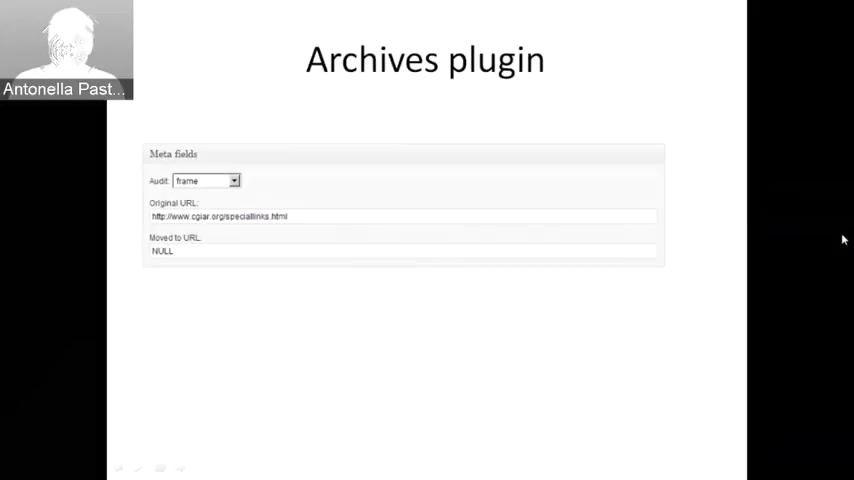 Antonella Past...
Archives plugin
Meta fields
Audit: frame
Original URL:
http://www.cgiar.org/speciallinks.html
Moved to URL:
NULL